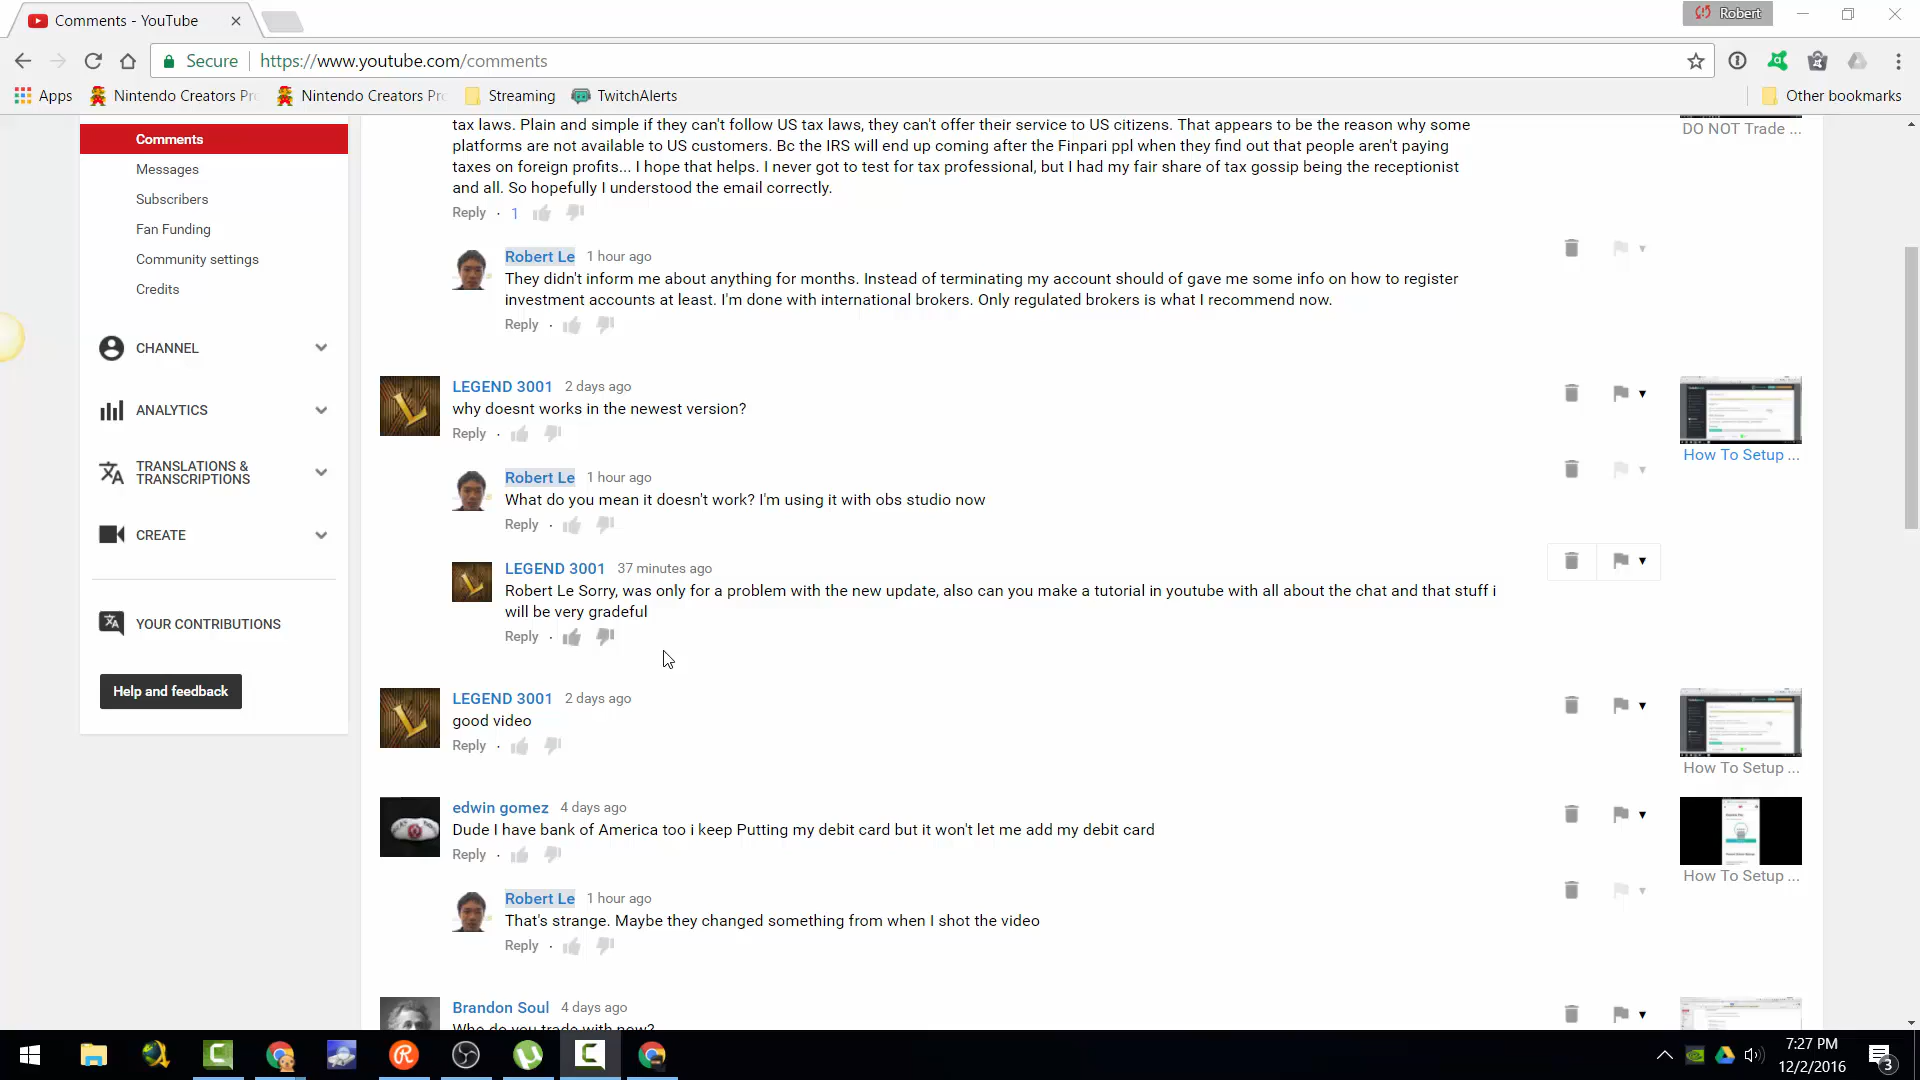 Comments - YouTube
Robert
Secure
https://www.youtube.com/comments
Apps
Nintendo Creators Pr
Nintendo Creators Pr
Streaming
TwitchAlerts
Other bookmarks
Comments
Messages
Subscribers
Fan Funding
Community settings
Credits
CHANNEL
ANALYTICS
TRANSLATIONS &
TRANSCRIPTIONS
CREATE
YOUR CONTRIBUTIONS
Help and feedback
tax laws. Plain and simple if they can't follow US tax laws, they can't offer their service to US citizens. That appears to be the reason why some
platforms are not available to US customers. Bc the IRS will end up coming after the Finpari ppl when they find out that people aren't paying
taxes on foreign profits... I hope that helps. I never got to test for tax professional, but I had my fair share of tax gossip being the receptionist
and all. So hopefully I understood the email correctly.
Reply · 1
DO NOT Trade ...
Robert Le 1 hour ago
They didn't inform me about anything for months. Instead of terminating my account should of gave me some info on how to register
investment accounts at least. I'm done with international brokers. Only regulated brokers is what I recommend now.
Reply ·
LEGEND 3001 2 days ago
why doesnt works in the newest version?
Reply ·
How To Setup ...
Robert Le 1 hour ago
What do you mean it doesn't work? I'm using it with obs studio now
Reply ·
LEGEND 3001 37 minutes ago
Robert Le Sorry, was only for a problem with the new update, also can you make a tutorial in youtube with all about the chat and that stuff i
will be very gradeful
Reply ·
LEGEND 3001 2 days ago
good video
Reply ·
How To Setup ...
edwin gomez 4 days ago
Dude I have bank of America too i keep Putting my debit card but it won't let me add my debit card
Reply ·
How To Setup ...
Robert Le 1 hour ago
That's strange. Maybe they changed something from when I shot the video
Reply ·
Brandon Soul 4 days ago
Who do you trade with now?
7:27 PM
12/2/2016
3